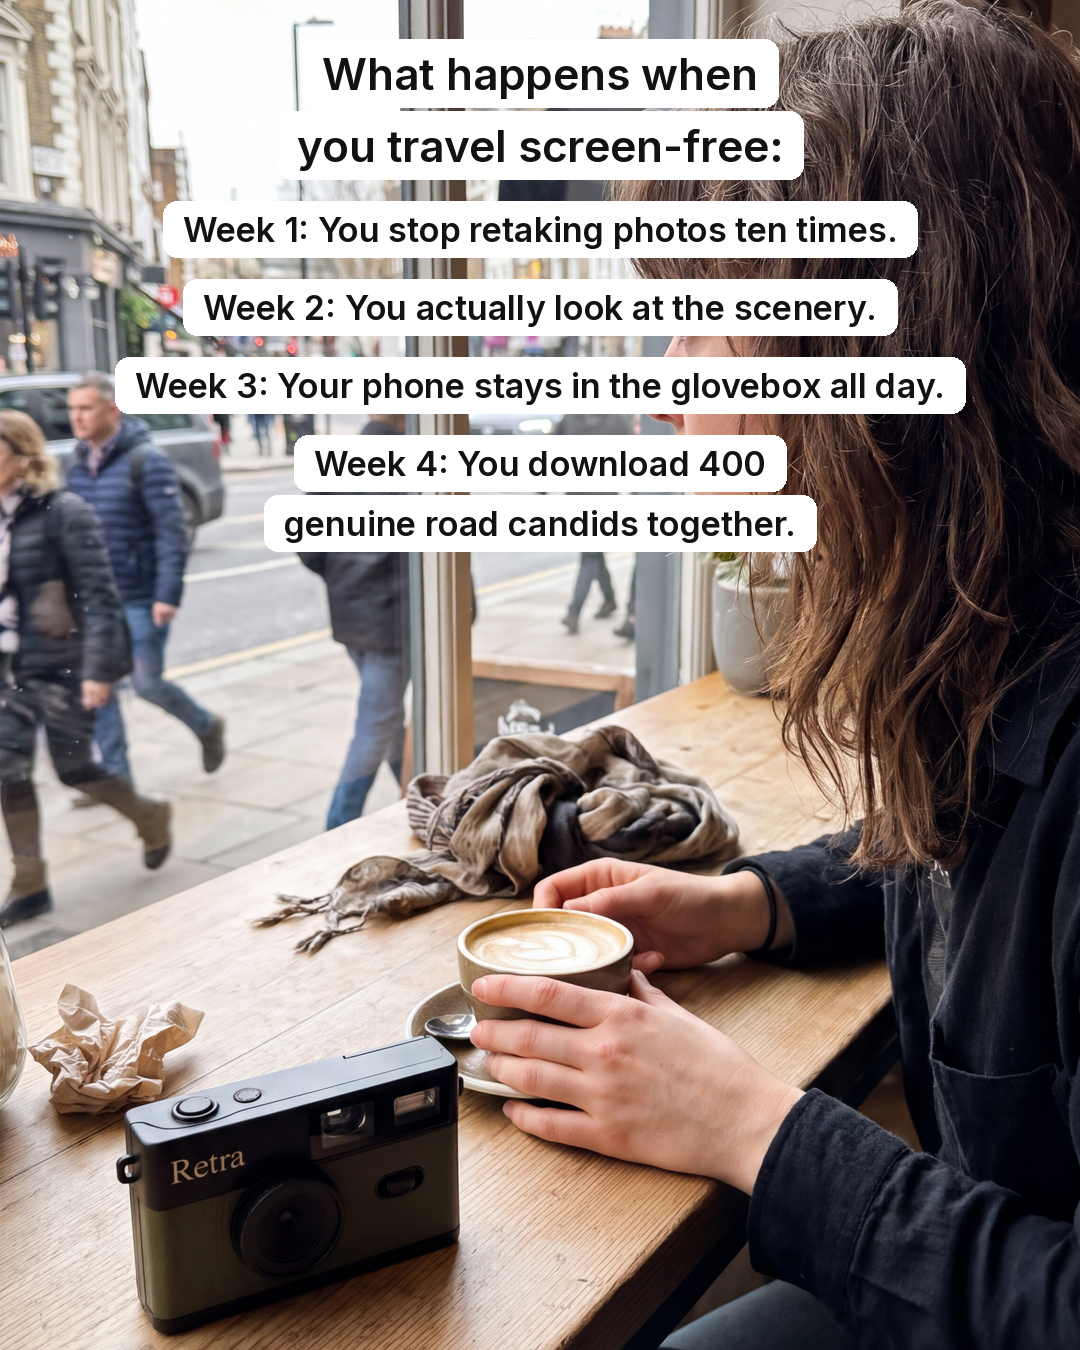 What happens when
you travel screen-free:
Week 1: You stop retaking photos ten times.
Week 2: You actually look at the scenery.
Week 3: Your phone stays in the glovebox all day.
Week 4: You download 400
genuine road candids together.
Retra